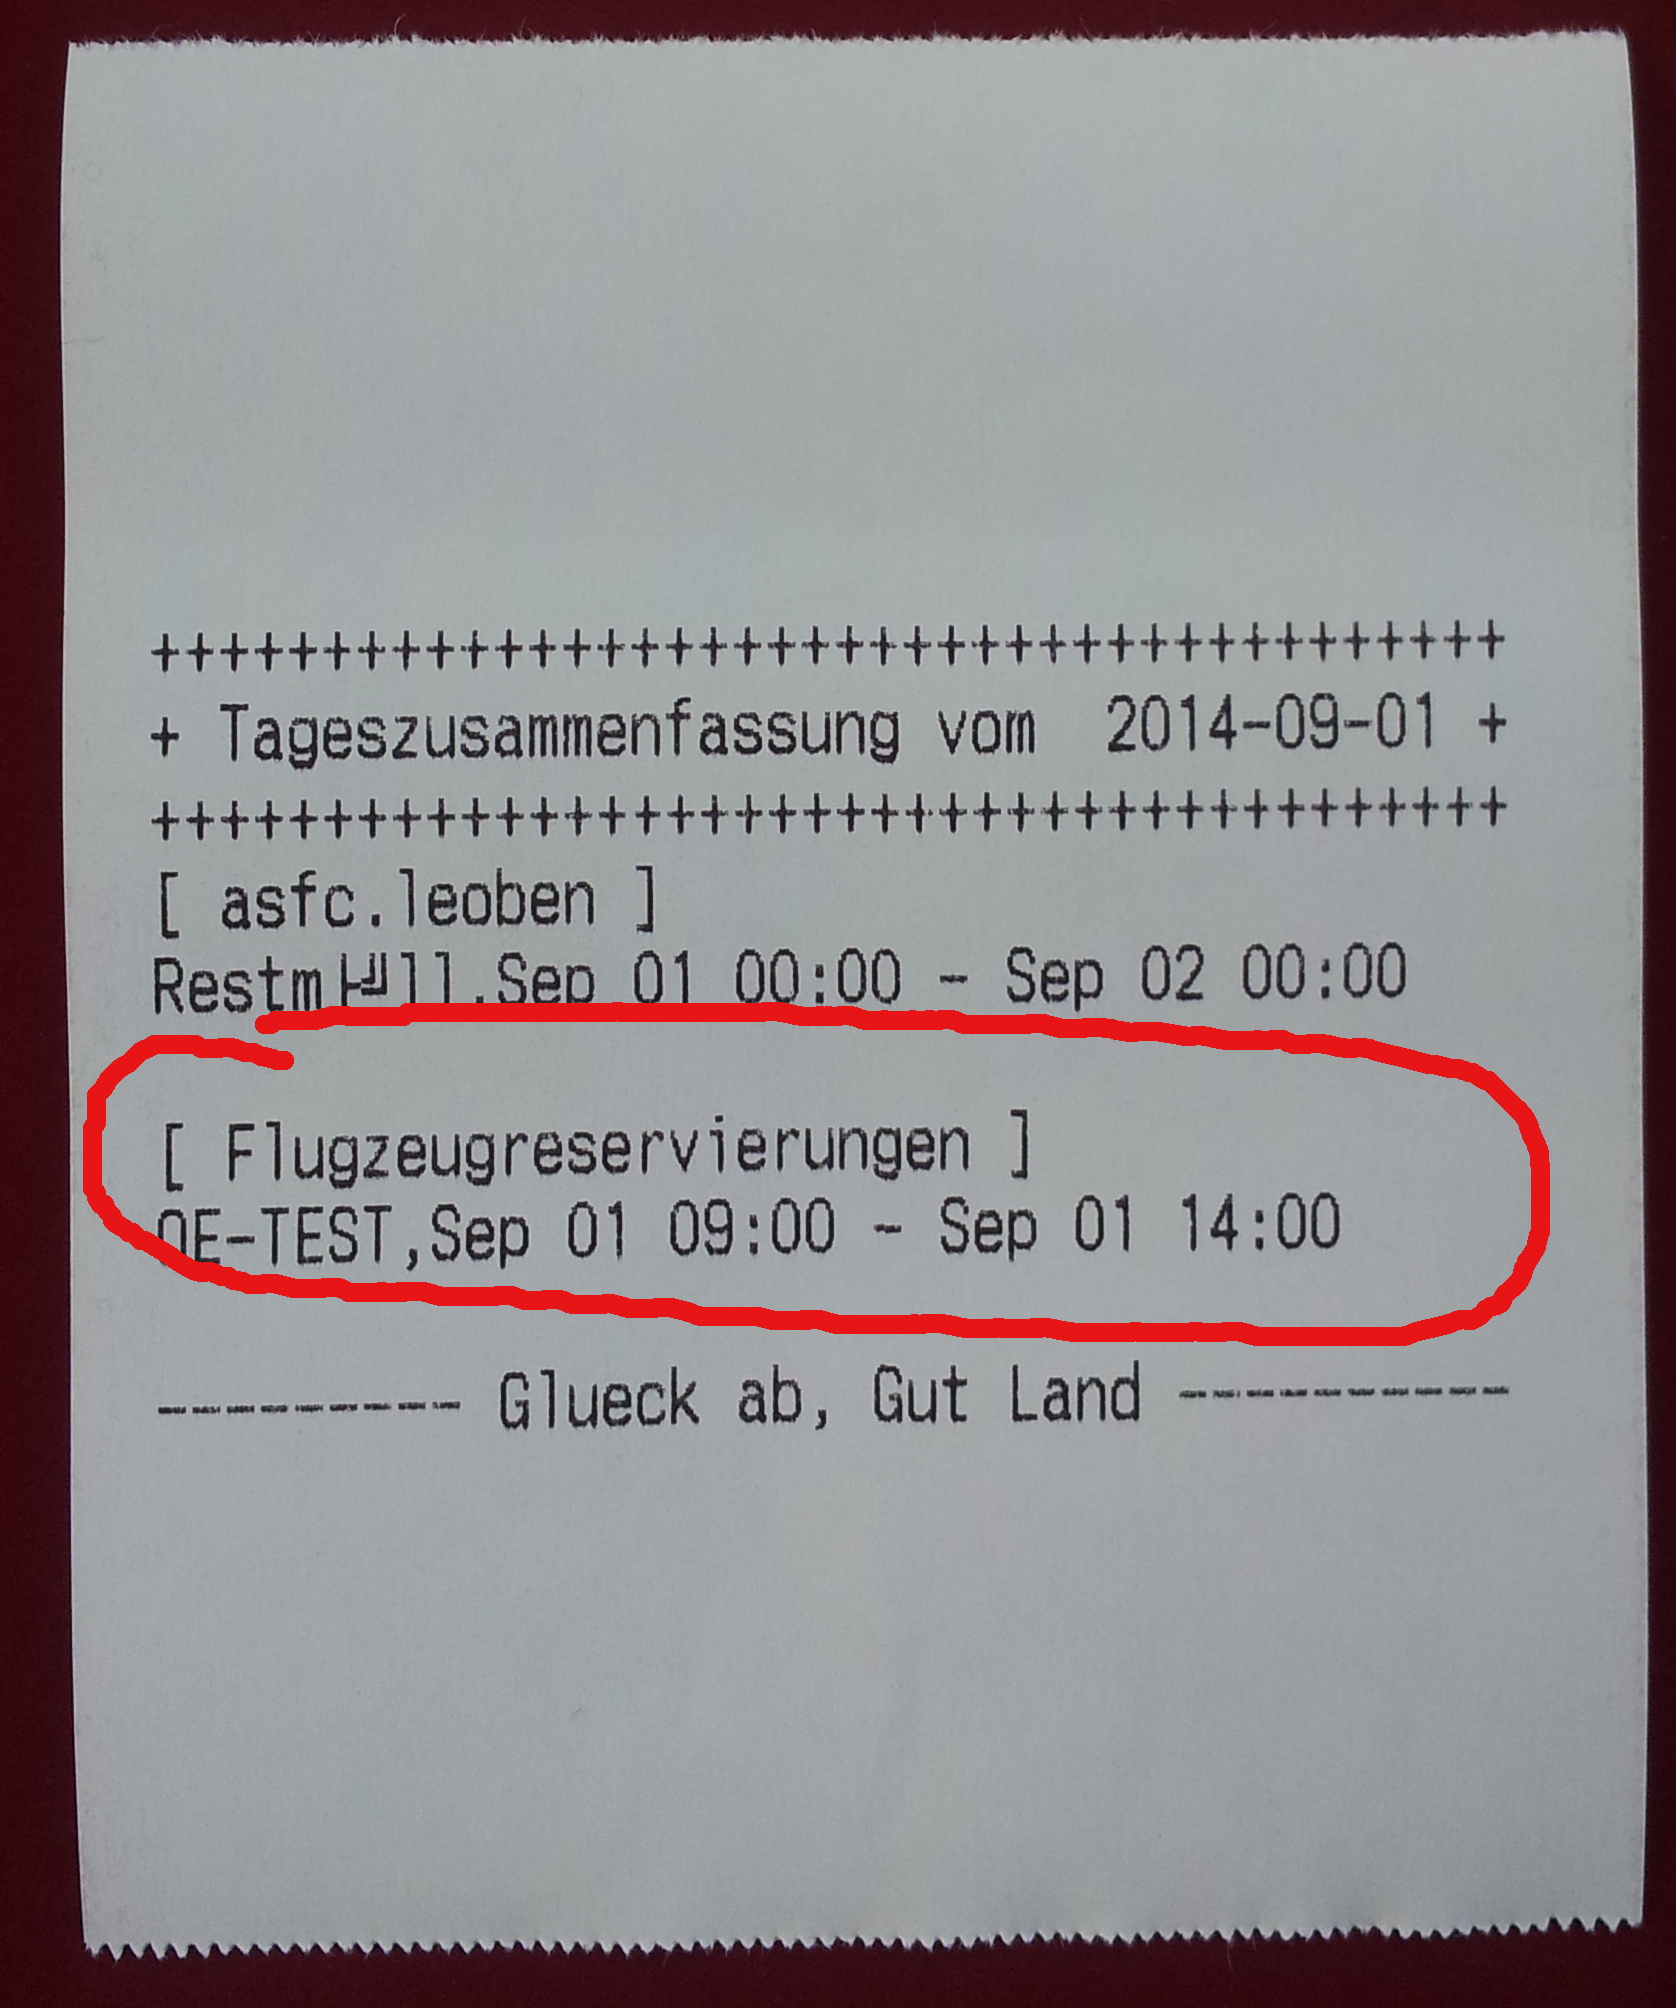 ++++++++++++++++++++++++++++++++++++++++
+ Tageszusammenfassung vom  2014-09-01 +
++++++++++++++++++++++++++++++++++++++++
[ asfc.leoben ]
Sep 01 00:00 - Sep 02 00:00
[ Flugzeugreservierungen ]
OE-TEST,Sep 01 09:00 - Sep 01 14:00
--------- Glueck ab, Gut Land ----------